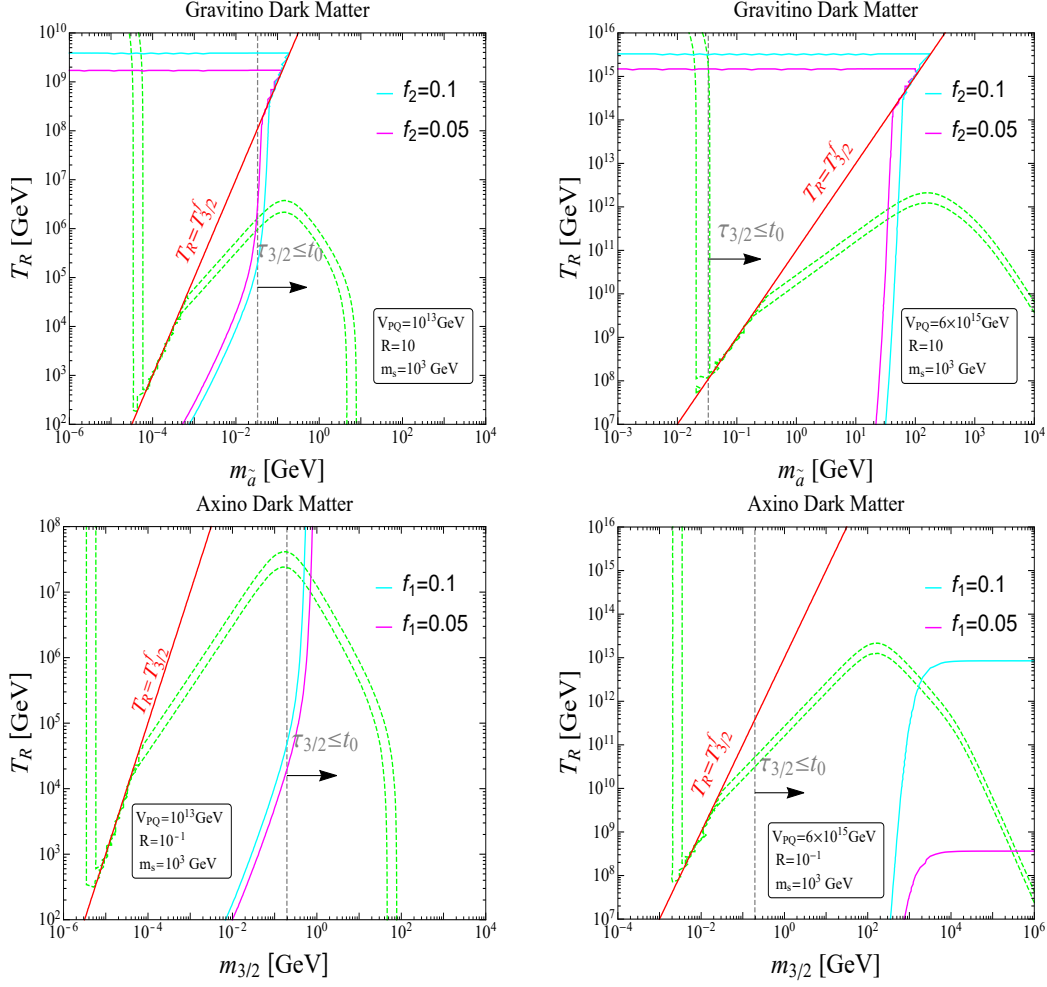 Gravitino Dark Matter
10^10
10^9
10^8
10^7
10^6
10^5
10^4
10^3
10^2
T_R [GeV]
f_2=0.1
f_2=0.05
T_R=T^f_{3/2}
τ_{3/2}≤t_0
V_PQ=10^13GeV
R=10
m_s=10^3 GeV
10^-6 10^-4 10^-2 10^0 10^2 10^4
m_ã [GeV]
Gravitino Dark Matter
10^16
10^15
10^14
10^13
10^12
10^11
10^10
10^9
10^8
10^7
T_R [GeV]
f_2=0.1
f_2=0.05
T_R=T^f_{3/2}
τ_{3/2}≤t_0
V_PQ=6×10^15GeV
R=10
m_s=10^3 GeV
10^-3 10^-2 10^-1 10^0 10^1 10^2 10^3 10^4
m_ã [GeV]
Axino Dark Matter
10^8
10^7
10^6
10^5
10^4
10^3
10^2
T_R [GeV]
f_1=0.1
f_1=0.05
T_R=T^f_{3/2}
τ_{3/2}≤t_0
V_PQ=10^13GeV
R=10^-1
m_s=10^3 GeV
10^-6 10^-4 10^-2 10^0 10^2 10^4
m_{3/2} [GeV]
Axino Dark Matter
10^16
10^15
10^14
10^13
10^12
10^11
10^10
10^9
10^8
10^7
T_R [GeV]
f_1=0.1
f_1=0.05
T_R=T^f_{3/2}
τ_{3/2}≤t_0
V_PQ=6×10^15GeV
R=10^-1
m_s=10^3 GeV
10^-4 10^-2 10^0 10^2 10^4 10^6
m_{3/2} [GeV]